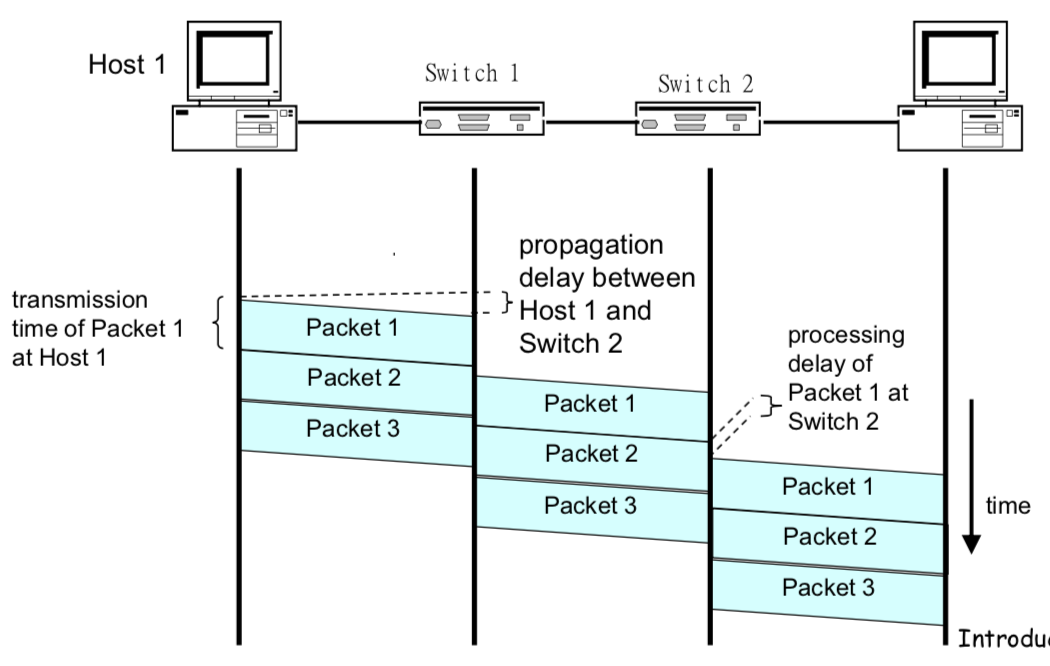 Host 1
Switch 1
Switch 2
propagation
delay between
Host 1 and
Switch 2
transmission
time of Packet 1
at Host 1
processing
delay of
Packet 1 at
Switch 2
Packet 1
Packet 2
Packet 3
Packet 1
Packet 2
Packet 3
Packet 1
Packet 2
Packet 3
time
Introdu